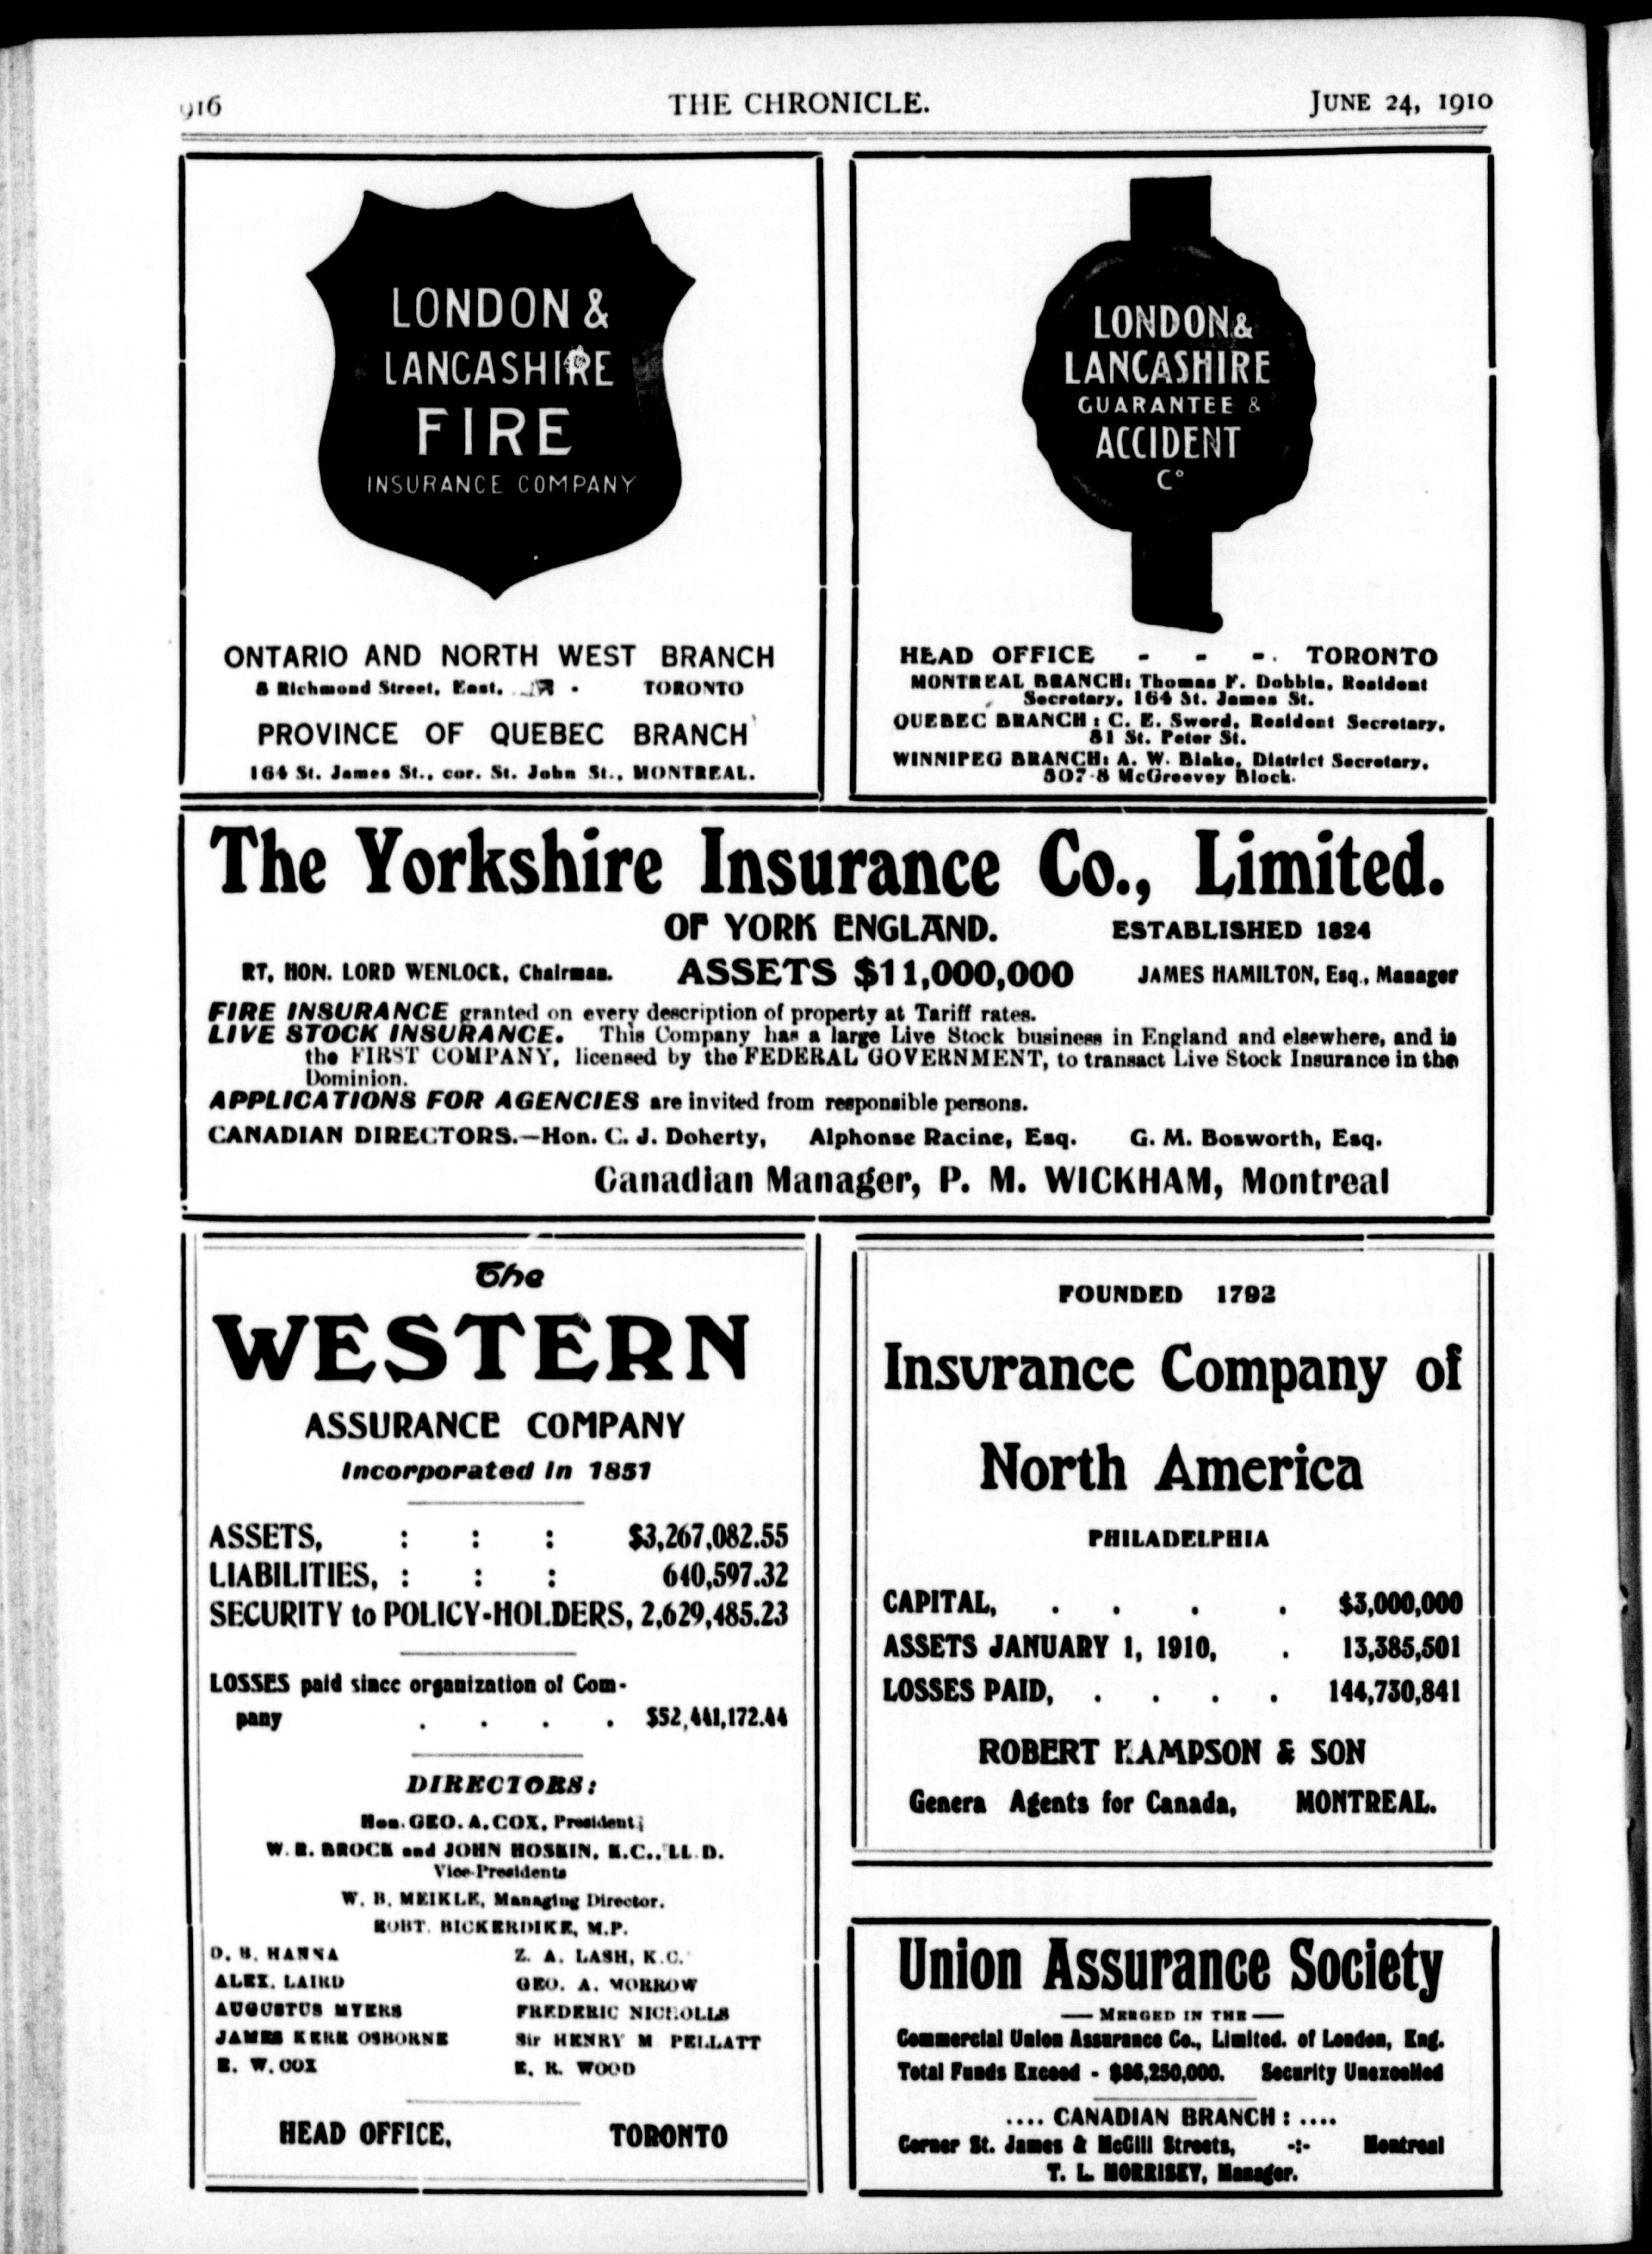 916
THE CHRONICLE.
JUNE 24, 1910
LONDON &
LANCASHIRE
FIRE
INSURANCE COMPANY
ONTARIO AND NORTH WEST BRANCH
8 Richmond Street, East, TORONTO
PROVINCE OF QUEBEC BRANCH
164 St. James St., cor. St. John St., MONTREAL.
LONDON &
LANCASHIRE
GUARANTEE &
ACCIDENT
Co
HEAD OFFICE - - - TORONTO
MONTREAL BRANCH: Thomas F. Dobbin, Resident
Secretary, 164 St. James St.
QUEBEC BRANCH: C. E. Sword, Resident Secretary,
81 St. Peter St.
WINNIPEG BRANCH: A. W. Blake, District Secretary,
507-8 McGreevey Block.
The Yorkshire Insurance Co., Limited.
OF YORK ENGLAND. ESTABLISHED 1824
RT. HON. LORD WENLOCK, Chairman. ASSETS $11,000,000 JAMES HAMILTON, Esq., Manager
FIRE INSURANCE granted on every description of property at Tariff rates.
LIVE STOCK INSURANCE. This Company has a large Live Stock business in England and elsewhere, and is
the FIRST COMPANY, licensed by the FEDERAL GOVERNMENT, to transact Live Stock Insurance in the
Dominion.
APPLICATIONS FOR AGENCIES are invited from responsible persons.
CANADIAN DIRECTORS.—Hon. C. J. Doherty, Alphonse Racine, Esq. G. M. Bosworth, Esq.
Canadian Manager, P. M. WICKHAM, Montreal
The
WESTERN
ASSURANCE COMPANY
Incorporated in 1851
ASSETS, : : : $3,267,082.55
LIABILITIES, : : : 640,597.32
SECURITY to POLICY-HOLDERS, 2,629,485.23
LOSSES paid since organization of Com-
pany . . . . $52,441,172.44
DIRECTORS:
Hon. GEO. A. COX, President;
W. R. BROCK and JOHN HOSKIN, K.C., LL.D.
Vice-Presidents
W. B. MEIKLE, Managing Director.
ROBT. BICKERDIKE, M.P.
D. B. HANNA Z. A. LASH, K.C.
ALEX. LAIRD GEO. A. MORROW
AUGUSTUS MYERS FREDERIC NICHOLLS
JAMES KERR OSBORNE Sir HENRY M PELLATT
E. W. COX E. R. WOOD
HEAD OFFICE, TORONTO
FOUNDED 1792
Insurance Company of
North America
PHILADELPHIA
CAPITAL, . . . . $3,000,000
ASSETS JANUARY 1, 1910, . 13,385,501
LOSSES PAID, . . . . 144,730,841
ROBERT HAMPSON & SON
Genera Agents for Canada, MONTREAL.
Union Assurance Society
— MERGED IN THE —
Commercial Union Assurance Co., Limited. of London, Eng.
Total Funds Exceed - $86,250,000. Security Unexcelled
.... CANADIAN BRANCH: ....
Corner St. James & McGill Streets, -:- Montreal
T. L. MORRISEY, Manager.